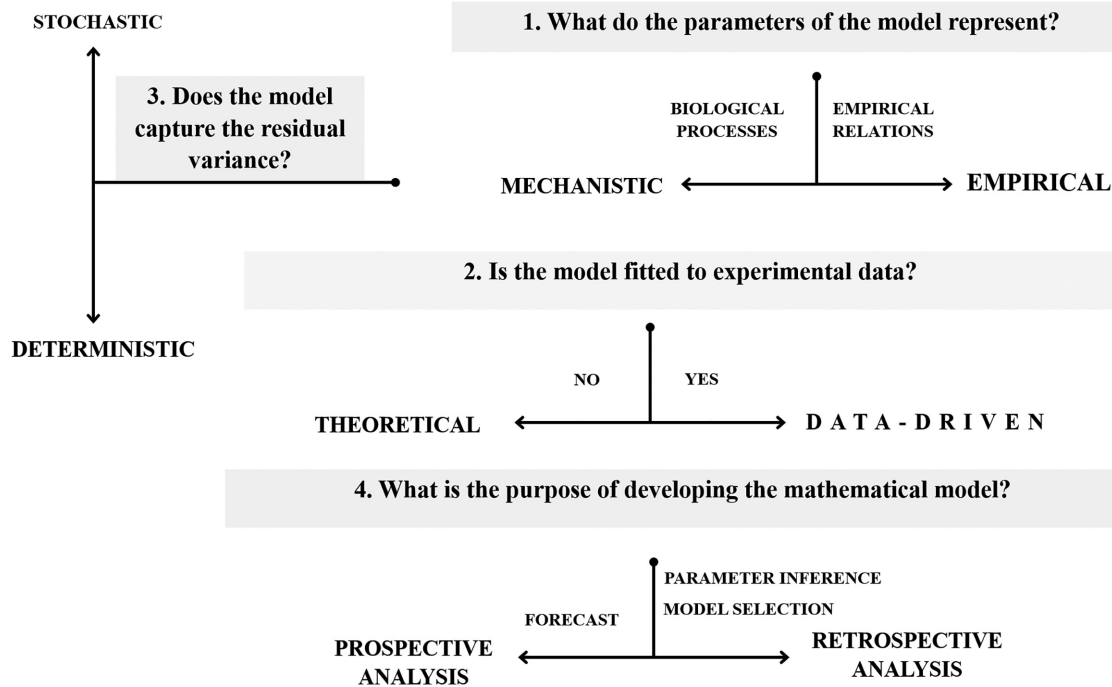 STOCHASTIC
3. Does the model
capture the residual
variance?
DETERMINISTIC
1. What do the parameters of the model represent?
BIOLOGICAL
PROCESSES
EMPIRICAL
RELATIONS
MECHANISTIC
EMPIRICAL
2. Is the model fitted to experimental data?
NO
YES
THEORETICAL
DATA-DRIVEN
4. What is the purpose of developing the mathematical model?
FORECAST
PARAMETER INFERENCE
MODEL SELECTION
PROSPECTIVE
ANALYSIS
RETROSPECTIVE
ANALYSIS